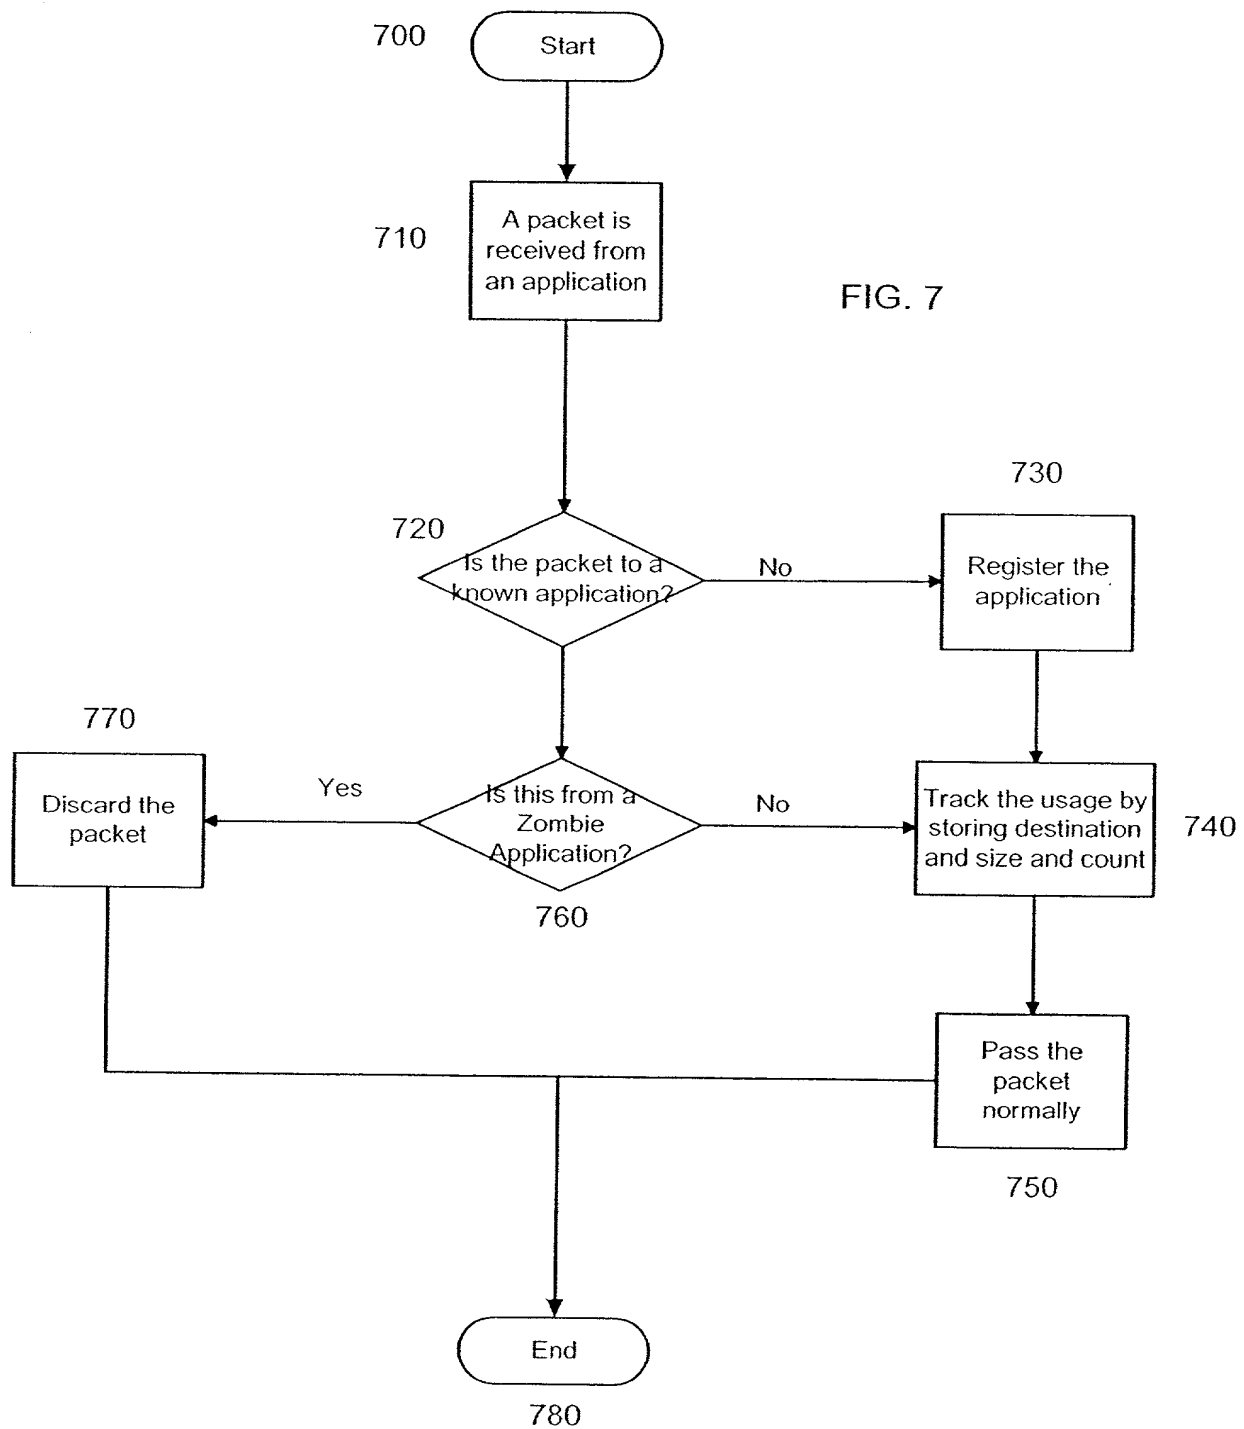 700
Start
710
A packet is
received from
an application
FIG. 7
730
720
Is the packet to a
known application?
No
Register the
application
770
Discard the
packet
Yes
Is this from a
Zombie
Application?
760
No
Track the usage by
storing destination
and size and count
740
Pass the
packet
normally
750
End
780